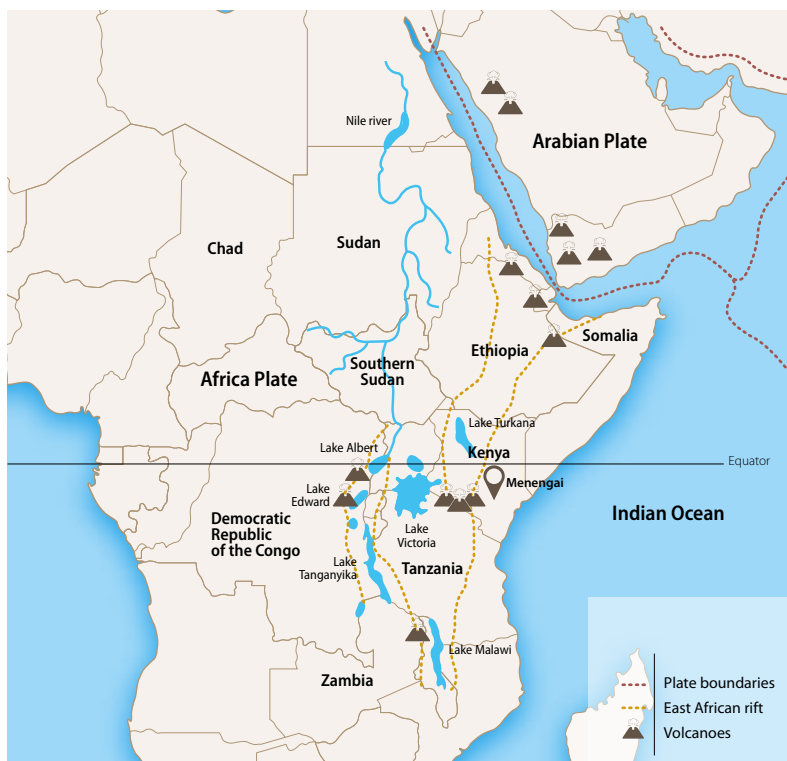 Nile river
Arabian Plate
Chad
Sudan
Ethiopia
Somalia
Southern
Sudan
Africa Plate
Lake Turkana
Lake Albert
Kenya
Equator
Menengai
Lake
Edward
Democratic
Republic
of the Congo
Lake
Victoria
Indian Ocean
Lake
Tanganyika
Tanzania
Lake Malawi
Zambia
Plate boundaries
East African rift
Volcanoes